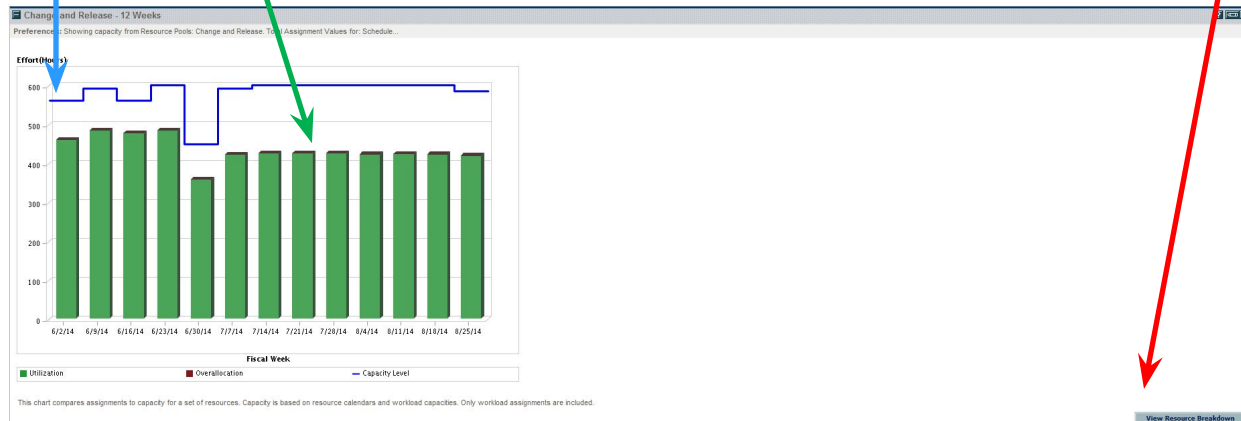 Change and Release - 12 Weeks
Preferences: Showing capacity from Resource Pools: Change and Release. Total Assignment Values for: Schedule...
Effort(Hours)
600
500
400
300
200
100
0
6/2/14 6/9/14 6/16/14 6/23/14 6/30/14 7/7/14 7/14/14 7/21/14 7/28/14 8/4/14 8/11/14 8/18/14 8/25/14
Fiscal Week
Utilization Overallocation Capacity Level
This chart compares assignments to capacity for a set of resources. Capacity is based on resource calendars and workload capacities. Only workload assignments are included.
View Resource Breakdown